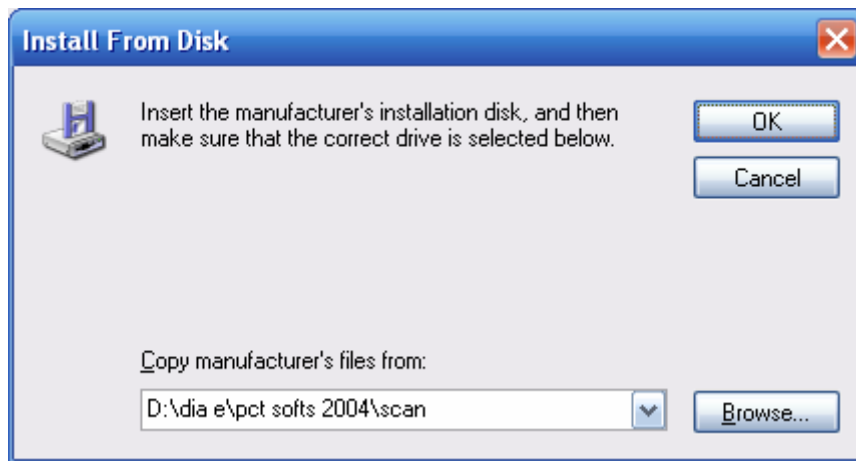 Install From Disk
Insert the manufacturer's installation disk, and then
make sure that the correct drive is selected below.
OK
Cancel
Copy manufacturer's files from:
D:\dia e\pct softs 2004\scan
Browse...